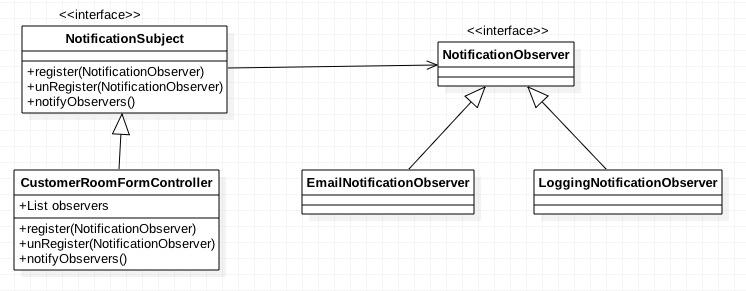 <<interface>>
NotificationSubject
+register(NotificationObserver)
+unRegister(NotificationObserver)
+notifyObservers()
<<interface>>
NotificationObserver
CustomerRoomFormController
+List observers
+register(NotificationObserver)
+unRegister(NotificationObserver)
+notifyObservers()
EmailNotificationObserver
LoggingNotificationObserver